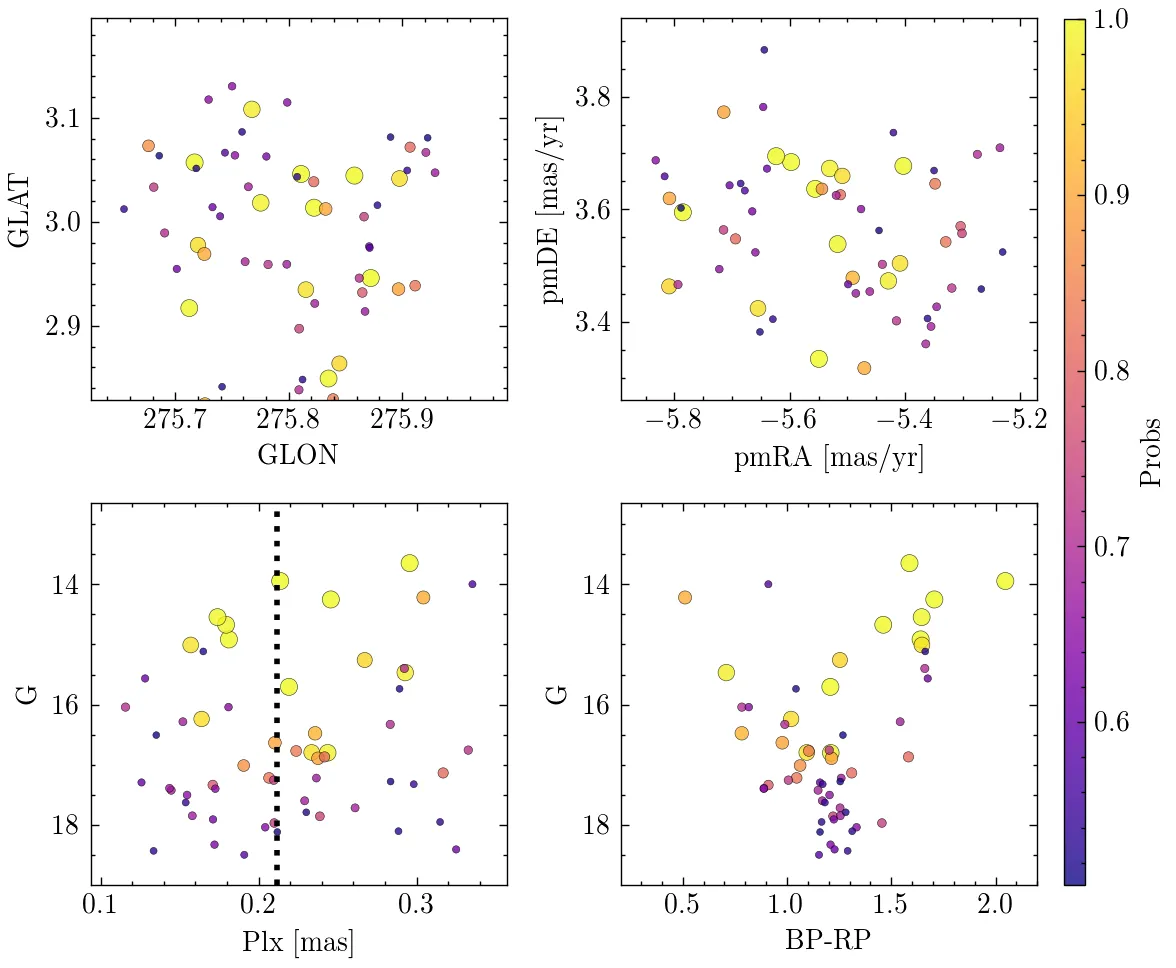 3.1
3.0
2.9
GLAT
275.7 275.8 275.9
GLON
3.8
3.6
3.4
pmDE [mas/yr]
−5.8 −5.6 −5.4 −5.2
pmRA [mas/yr]
14
16
18
G
0.1 0.2 0.3
Plx [mas]
14
16
18
G
0.5 1.0 1.5 2.0
BP-RP
1.0
0.9
0.8
0.7
0.6
Probs